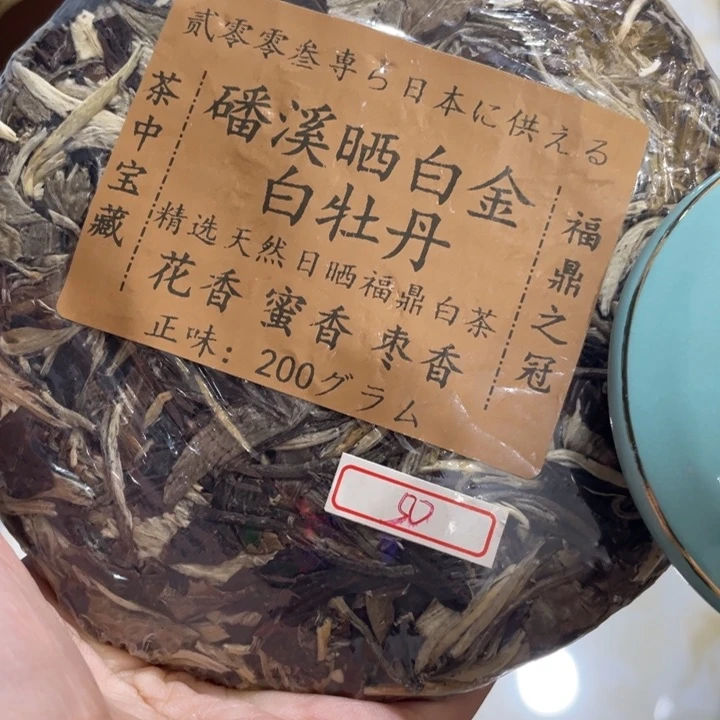 贰零零叁専ら日本に供える
茶中宝藏
磻溪晒白金
白牡丹
精选天然日晒福鼎白茶
花香 蜜香 枣香
正味：200グラム
福鼎之冠